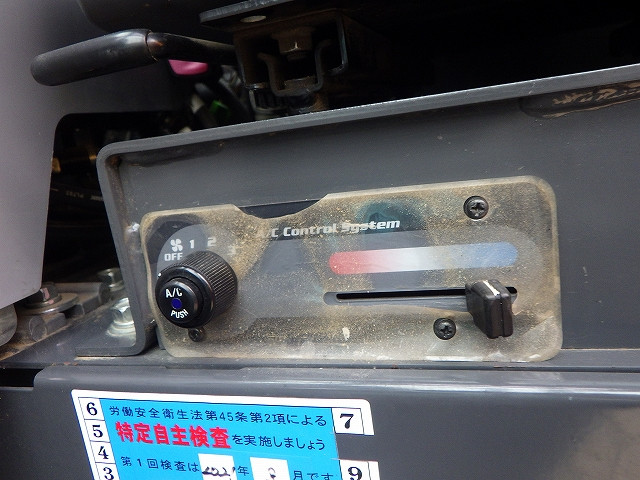 A/C Control System
OFF 1 2
A/C
PUSH
6 労働安全衛生法第45条第2項による 7
5 特定自主検査を実施しましょう
4
3 第1回検査は 年 月です 9